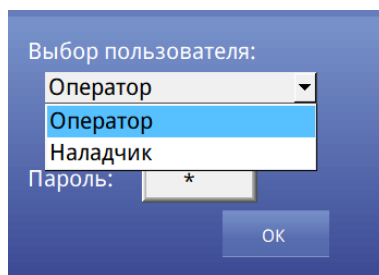 Выбор пользователя:
Оператор
Оператор
Наладчик
Пароль: *
ОК